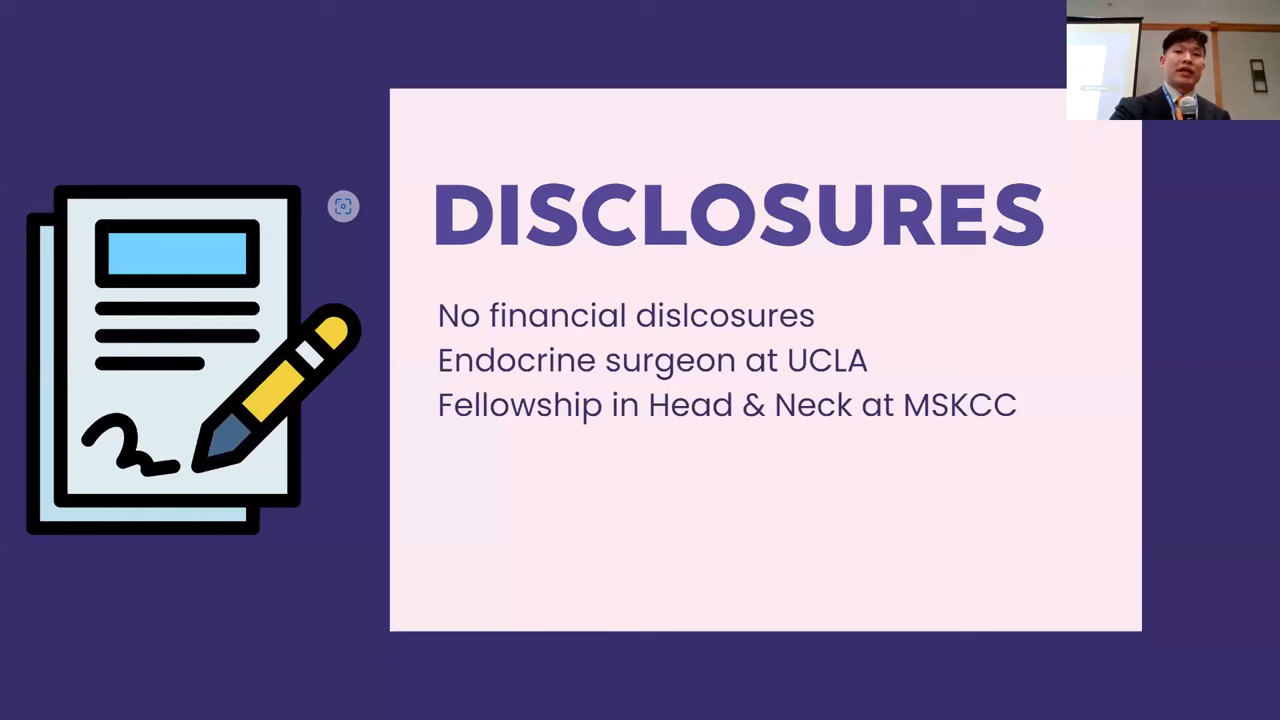 DISCLOSURES
No financial dislcosures
Endocrine surgeon at UCLA
Fellowship in Head & Neck at MSKCC